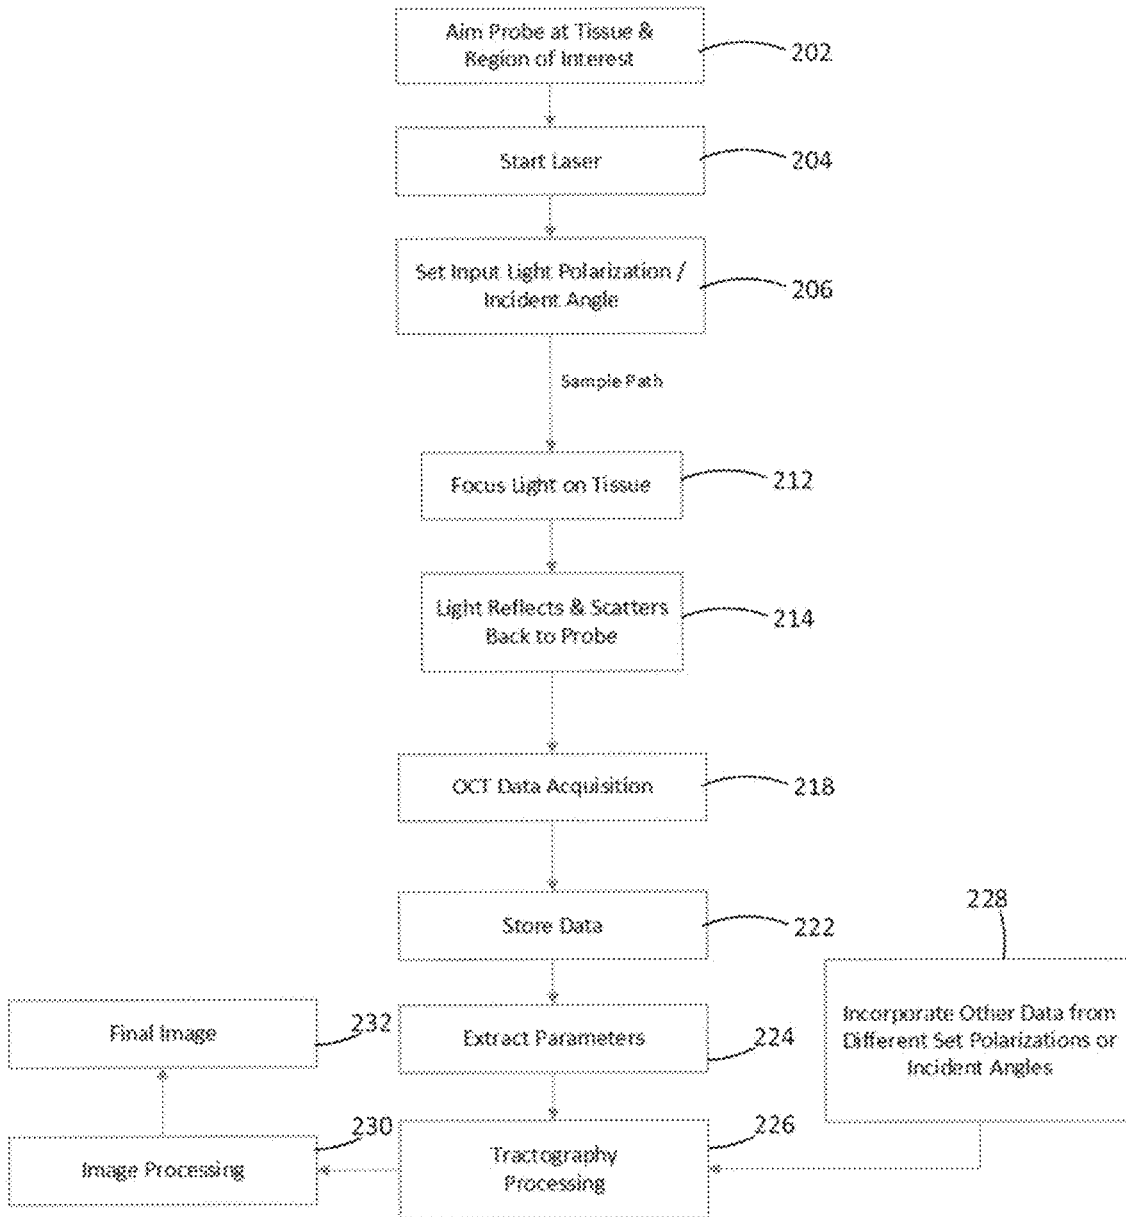 Aim Probe at Tissue &
Region of Interest
202
Start Laser
204
Set Input Light Polarization /
Incident Angle
206
Sample Path
Focus Light on Tissue
212
Light Reflects & Scatters
Back to Probe
214
OCT Data Acquisition
218
Store Data
222
228
Incorporate Other Data from
Different Set Polarizations or
Incident Angles
Final Image
232
Extract Parameters
224
Image Processing
230
Tractography
Processing
226